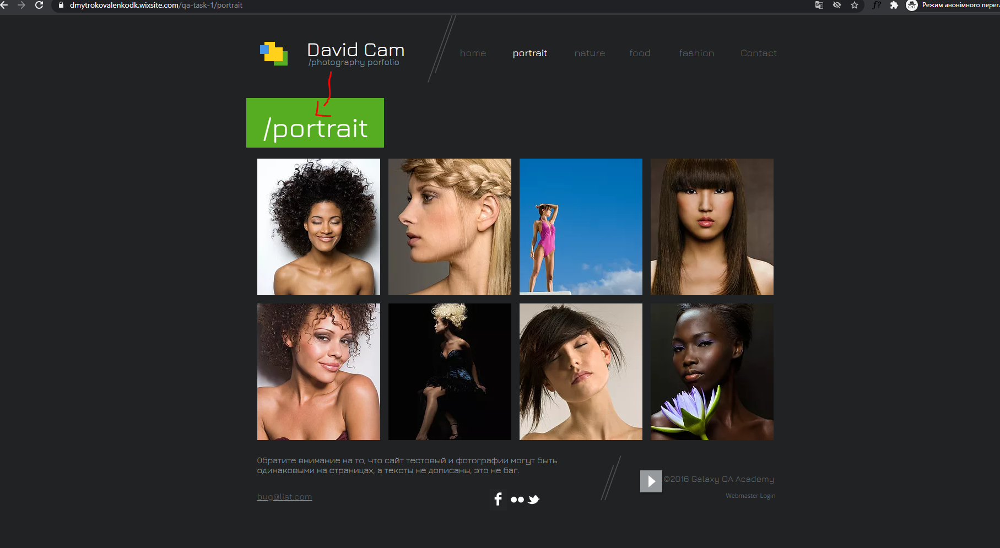 dmytrokovalenkodk.wixsite.com/qa-task-1/portrait
Режим анонімного перег
David Cam
/photography porfolio
home portrait nature food fashion Contact
/portrait
Обратите внимание на то, что сайт тестовый и фотографии могут быть
одинаковыми на страницах, а тексты не дописаны, это не баг.
©2016 Galaxy QA Academy
bug@list.com
Webmaster Login